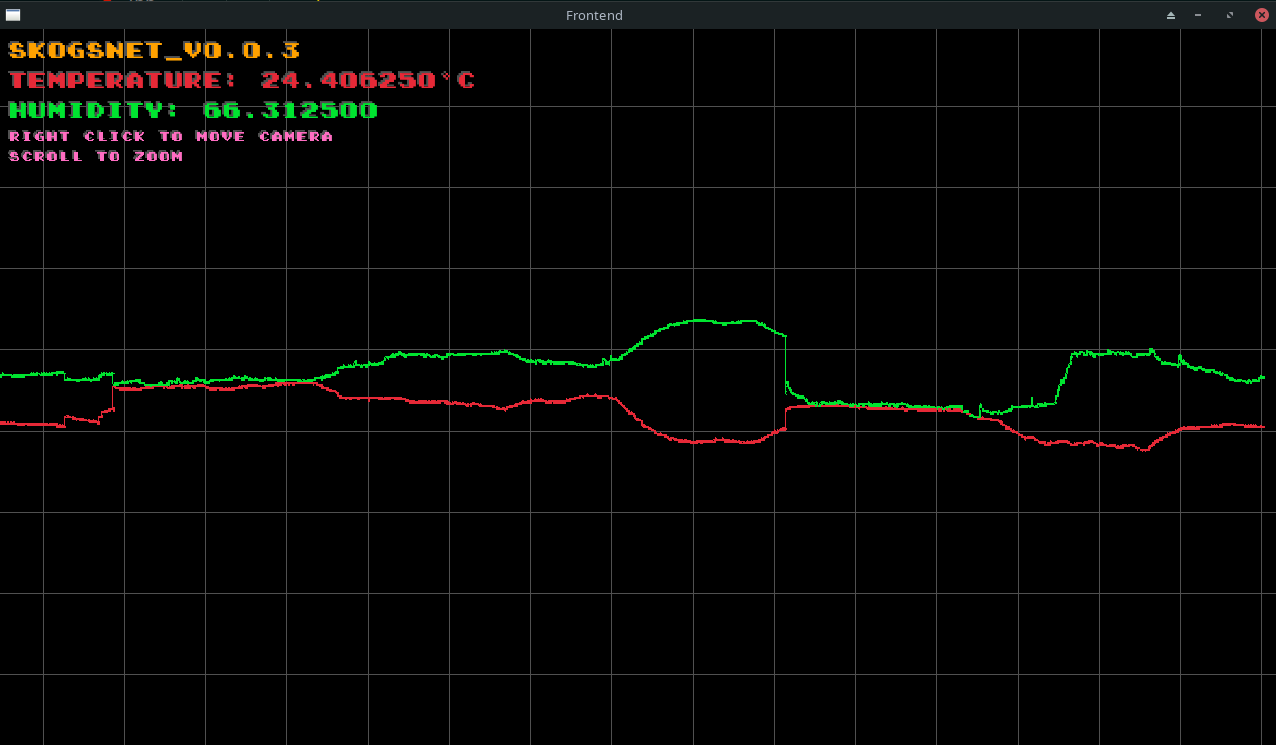 Frontend
SKOGSNET_V0.0.3
TEMPERATURE: 24.406250°C
HUMIDITY: 66.312500
RIGHT CLICK TO MOVE CAMERA
SCROLL TO ZOOM